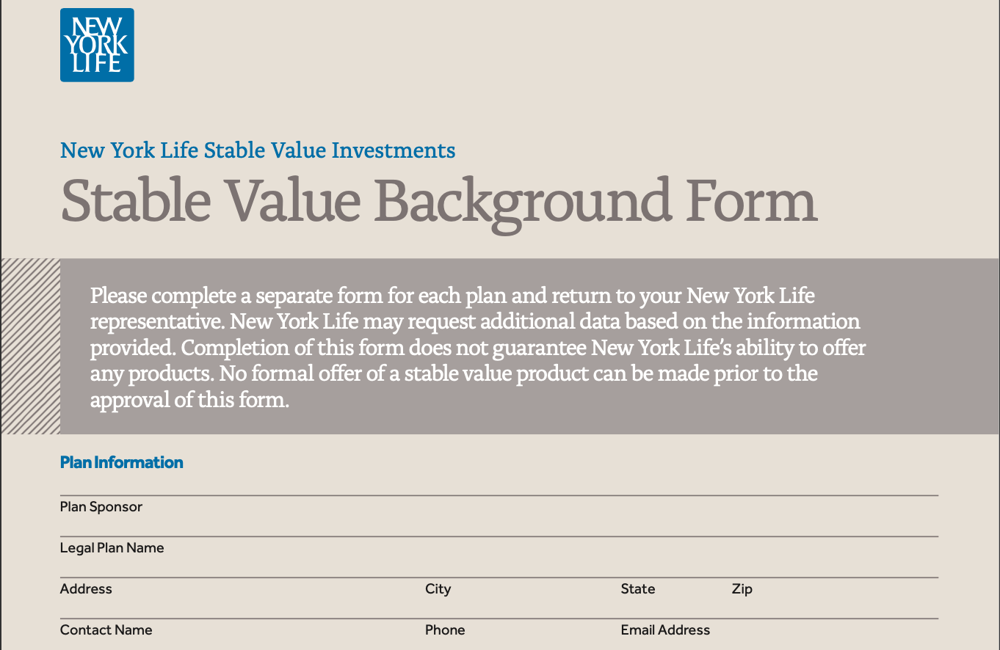 NEW
YORK
LIFE
New York Life Stable Value Investments
Stable Value Background Form
Please complete a separate form for each plan and return to your New York Life
representative. New York Life may request additional data based on the information
provided. Completion of this form does not guarantee New York Life’s ability to offer
any products. No formal offer of a stable value product can be made prior to the
approval of this form.
Plan Information
Plan Sponsor
Legal Plan Name
Address City State Zip
Contact Name Phone Email Address